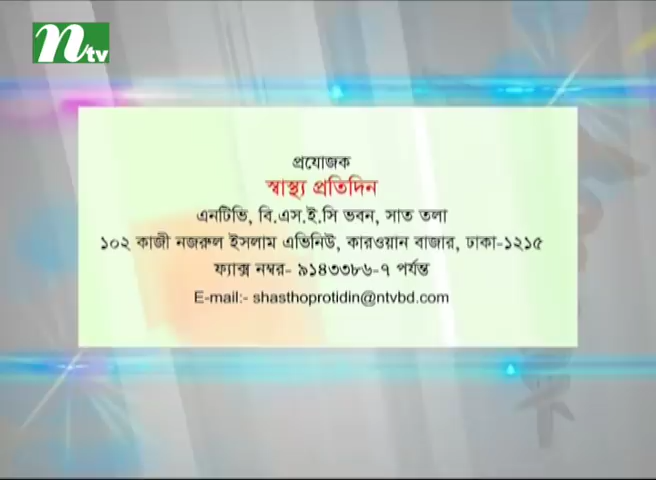 ntv
প্রযোজক
স্বাস্থ্য প্রতিদিন
এনটিভি, বি.এস.ই.সি ভবন, সাত তলা
১০২ কাজী নজরুল ইসলাম এভিনিউ, কারওয়ান বাজার, ঢাকা-১২১৫
ফ্যাক্স নম্বর- ৯১৪৩৩৮৬-৭ পর্যন্ত
E-mail:- shasthoprotidin@ntvbd.com